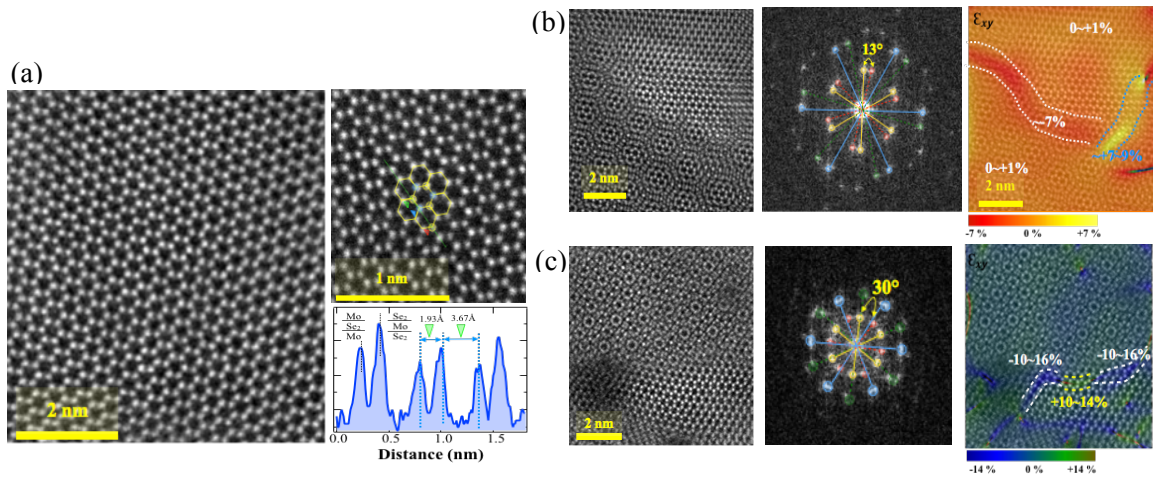 (a)
2 nm
1 nm
Mo Se₂
Se₂ Mo
Mo Se₂
1.93Å 3.67Å
0.0 0.5 1.0 1.5
Distance (nm)
(b)
2 nm
13°
Ɛxy
0~+1%
~-7%
~+7~9%
0~+1%
2 nm
-7 % 0 % +7 %
(c)
2 nm
30°
Ɛxy
-10~16%
-10~16%
+10~14%
-14 % 0 % +14 %